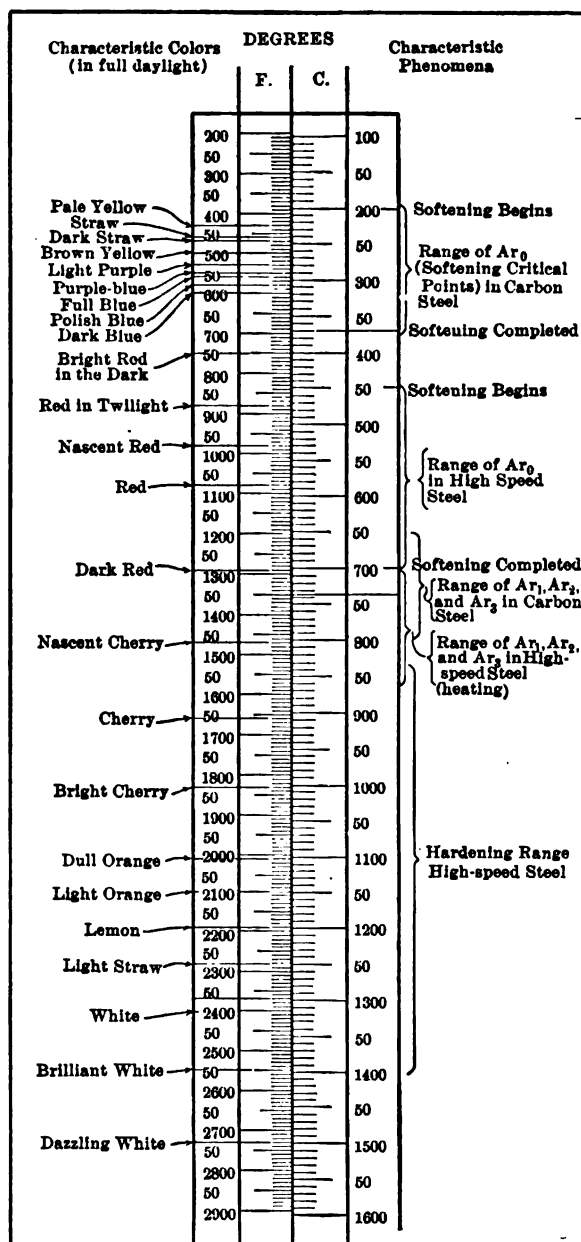 DEGREES
Characteristic Colors
(in full daylight)
F.
C.
Characteristic
Phenomena
200
50
300
50
400
50
500
50
600
50
700
50
800
50
900
50
1000
50
1100
50
1200
50
1300
50
1400
50
1500
50
1600
50
1700
50
1800
50
1900
50
2000
50
2100
50
2200
50
2300
50
2400
50
2500
50
2600
50
2700
50
2800
50
2900
100
50
200
50
300
50
400
50
500
50
600
50
700
50
800
50
900
50
1000
50
1100
50
1200
50
1300
50
1400
50
1500
50
1600
Pale Yellow
Straw
Dark Straw
Brown Yellow
Light Purple
Purple-blue
Full Blue
Polish Blue
Dark Blue
Bright Red
in the Dark
Red in Twilight
Nascent Red
Red
Dark Red
Nascent Cherry
Cherry
Bright Cherry
Dull Orange
Light Orange
Lemon
Light Straw
White
Brilliant White
Dazzling White
Softening Begins
Range of Ar0
(Softening Critical
Points) in Carbon
Steel
Softening Completed
Softening Begins
Range of Ar0
in High Speed
Steel
Softening Completed
Range of Ar1, Ar2,
and Ar3 in Carbon
Steel
Range of Ar1, Ar2,
and Ar3 in High-
speed Steel
(heating)
Hardening Range
High-speed Steel